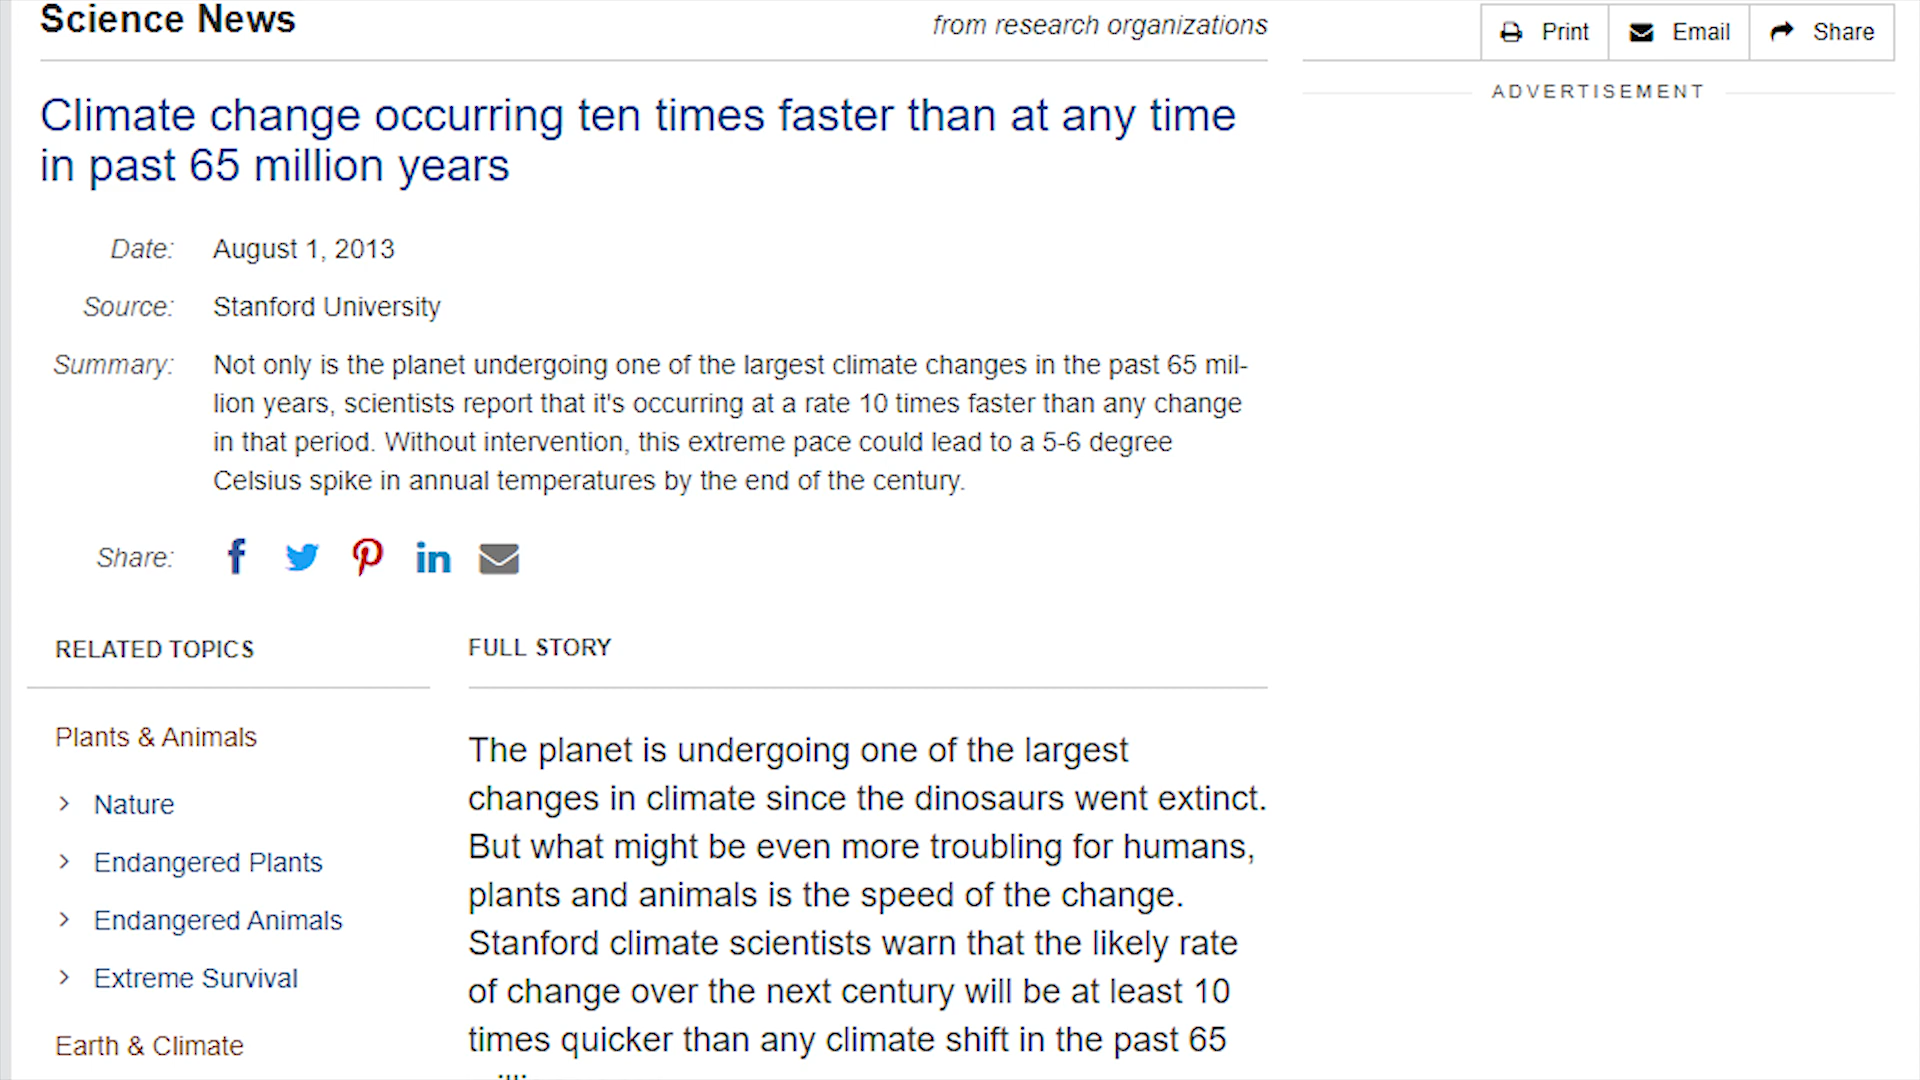 Science News
from research organizations
Print
Email
Share
ADVERTISEMENT
Climate change occurring ten times faster than at any time
in past 65 million years
Date: August 1, 2013
Source: Stanford University
Summary: Not only is the planet undergoing one of the largest climate changes in the past 65 mil-
lion years, scientists report that it's occurring at a rate 10 times faster than any change
in that period. Without intervention, this extreme pace could lead to a 5-6 degree
Celsius spike in annual temperatures by the end of the century.
Share:
RELATED TOPICS
Plants & Animals
Nature
Endangered Plants
Endangered Animals
Extreme Survival
Earth & Climate
FULL STORY
The planet is undergoing one of the largest
changes in climate since the dinosaurs went extinct.
But what might be even more troubling for humans,
plants and animals is the speed of the change.
Stanford climate scientists warn that the likely rate
of change over the next century will be at least 10
times quicker than any climate shift in the past 65